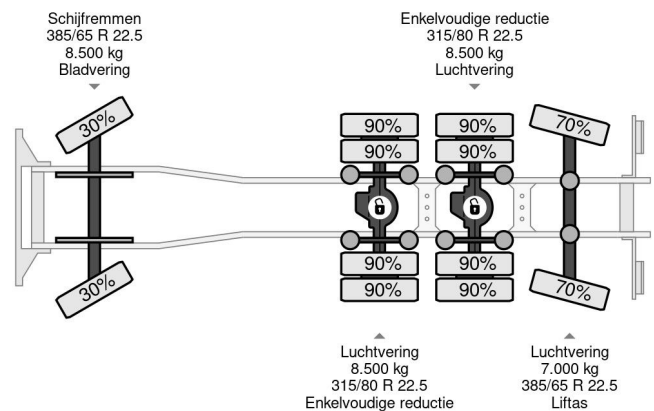 Schijfremmen
385/65 R 22.5
8.500 kg
Bladvering
Enkelvoudige reductie
315/80 R 22.5
8.500 kg
Luchtvering
30%
90%
90%
70%
90%
90%
30%
90%
90%
70%
90%
90%
Luchtvering
8.500 kg
315/80 R 22.5
Enkelvoudige reductie
Luchtvering
7.000 kg
385/65 R 22.5
Liftas